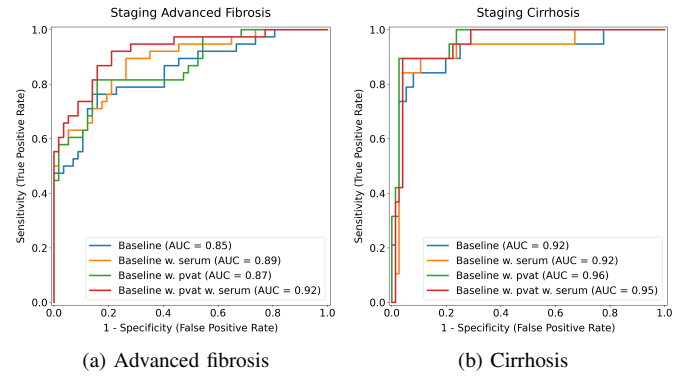 Staging Advanced Fibrosis
Sensitivity (True Positive Rate)
1.0
0.8
0.6
0.4
0.2
0.0
Baseline (AUC = 0.85)
Baseline w. serum (AUC = 0.89)
Baseline w. pvat (AUC = 0.87)
Baseline w. pvat w. serum (AUC = 0.92)
0.0 0.2 0.4 0.6 0.8 1.0
1 - Specificity (False Positive Rate)
(a) Advanced fibrosis
Staging Cirrhosis
Sensitivity (True Positive Rate)
1.0
0.8
0.6
0.4
0.2
0.0
Baseline (AUC = 0.92)
Baseline w. serum (AUC = 0.92)
Baseline w. pvat (AUC = 0.96)
Baseline w. pvat w. serum (AUC = 0.95)
0.0 0.2 0.4 0.6 0.8 1.0
1 - Specificity (False Positive Rate)
(b) Cirrhosis